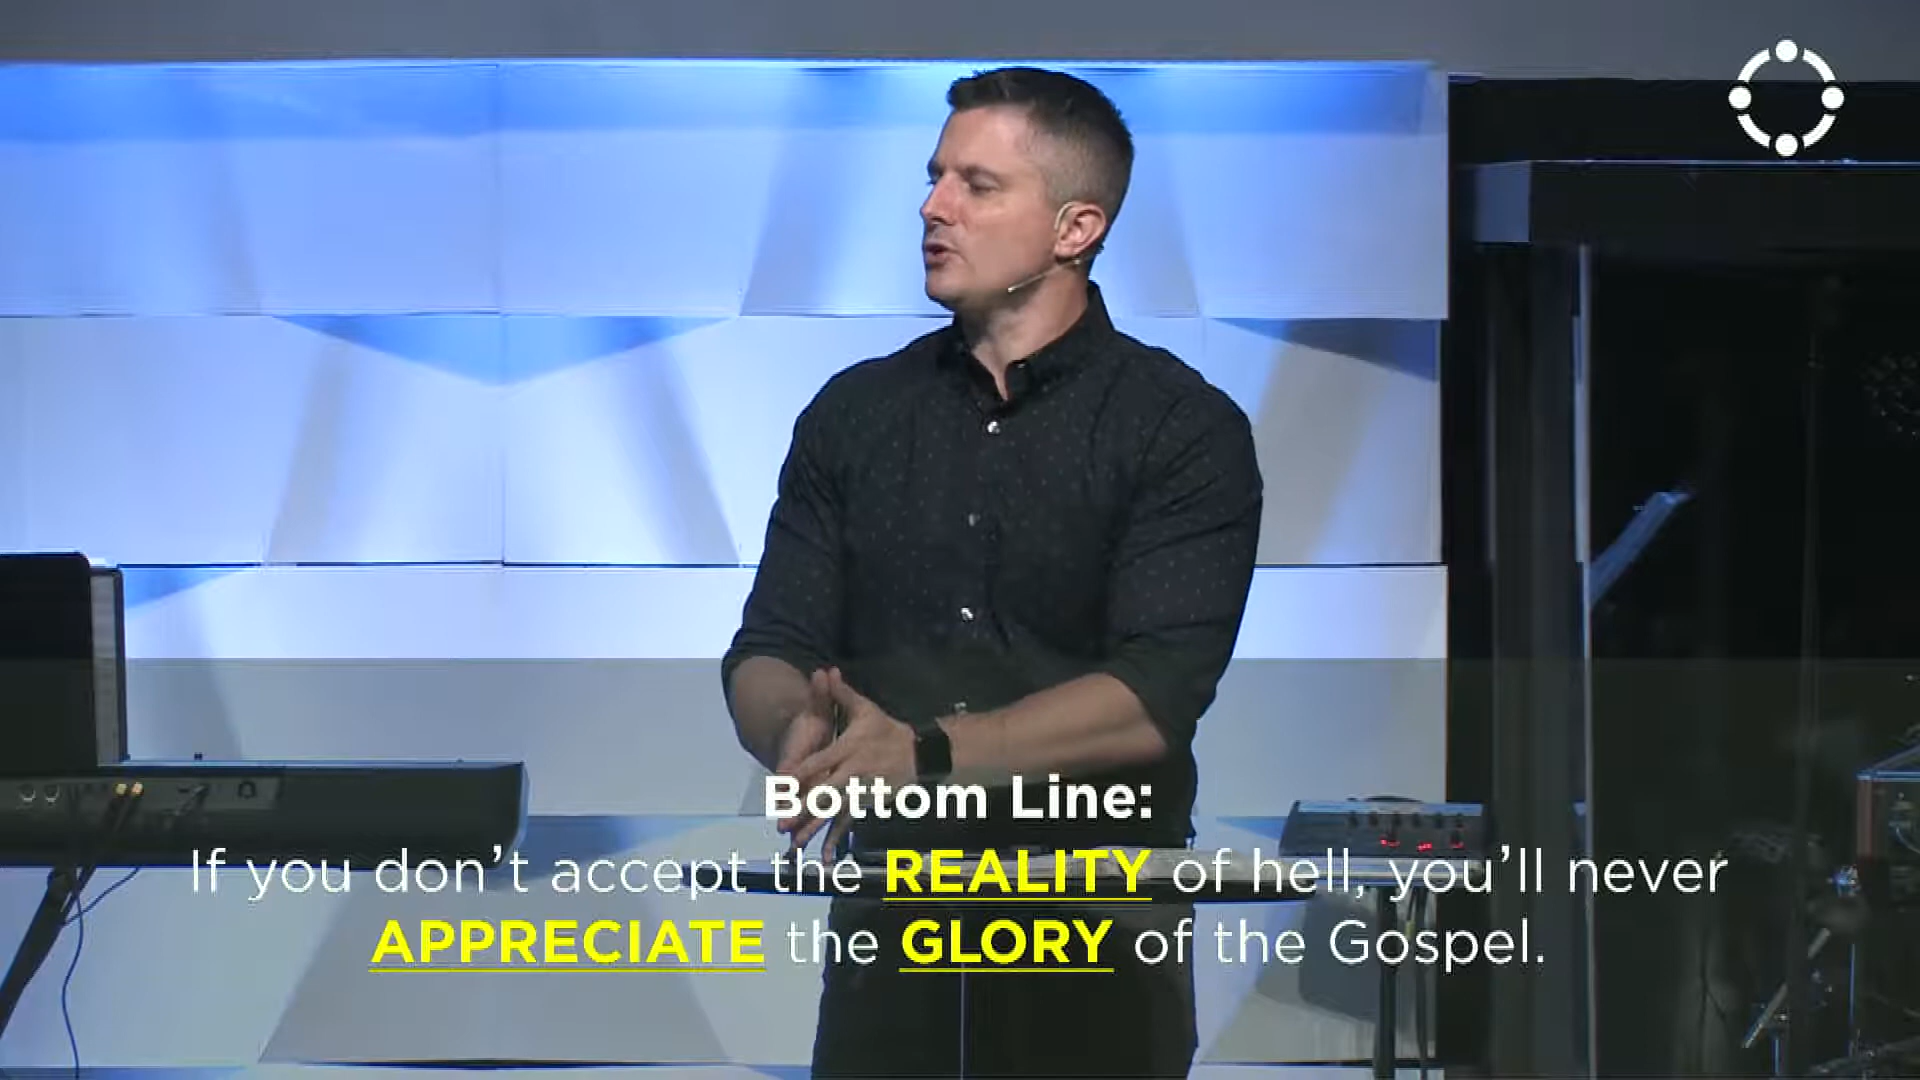 Bottom Line:
If you don’t accept the REALITY of hell, you’ll never
APPRECIATE the GLORY of the Gospel.